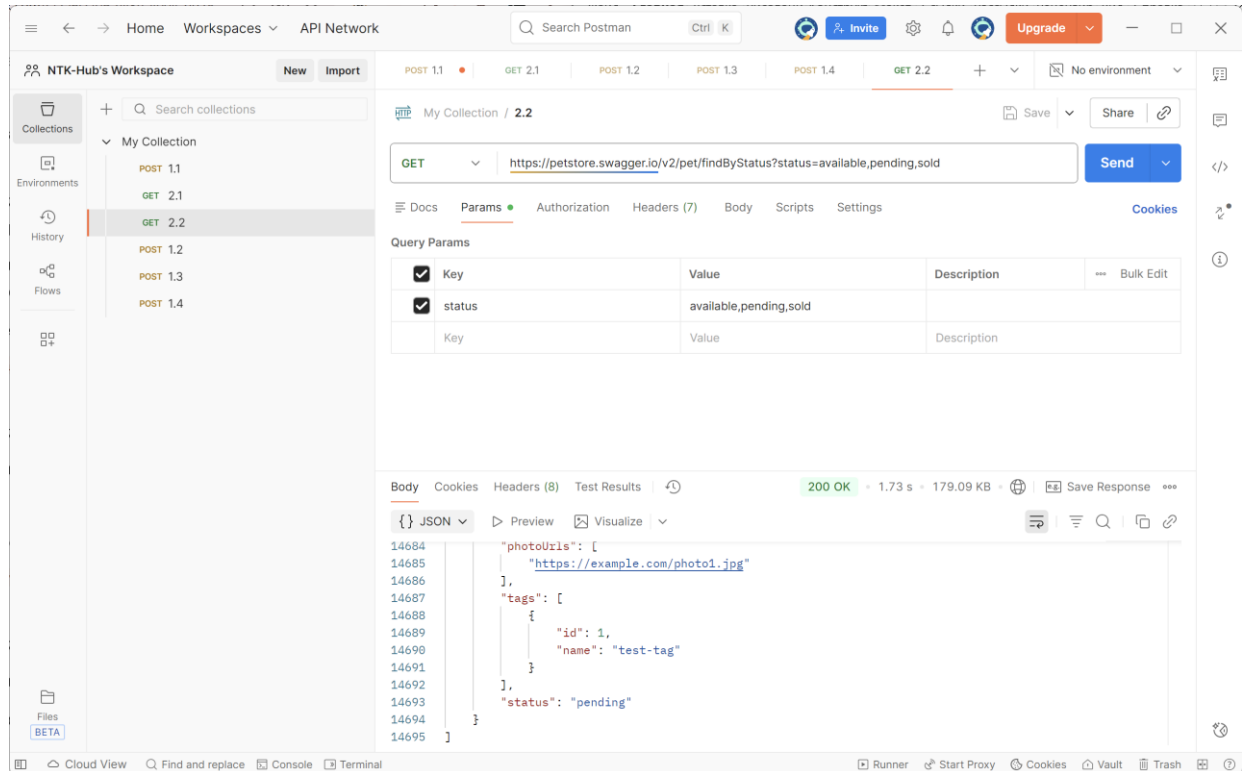 Home Workspaces API Network Search Postman Ctrl K Invite Upgrade
NTK-Hub's Workspace New Import
POST 1.1 GET 2.1 POST 1.2 POST 1.3 POST 1.4 GET 2.2 No environment
Collections
Environments
History
Flows
Files
BETA
Search collections
My Collection
POST 1.1
GET 2.1
GET 2.2
POST 1.2
POST 1.3
POST 1.4
HTTP My Collection / 2.2 Save Share
GET https://petstore.swagger.io/v2/pet/findByStatus?status=available,pending,sold Send
Docs Params Authorization Headers (7) Body Scripts Settings Cookies
Query Params
Key Value Description Bulk Edit
status available,pending,sold
Key Value Description
Body Cookies Headers (8) Test Results 200 OK 1.73 s 179.09 KB e.g. Save Response
{} JSON Preview Visualize
14684 "photoUrls": [
14685 "https://example.com/photo1.jpg"
14686 ],
14687 "tags": [
14688 {
14689 "id": 1,
14690 "name": "test-tag"
14691 }
14692 ],
14693 "status": "pending"
14694 }
14695 ]
Cloud View Find and replace Console Terminal Runner Start Proxy Cookies Vault Trash